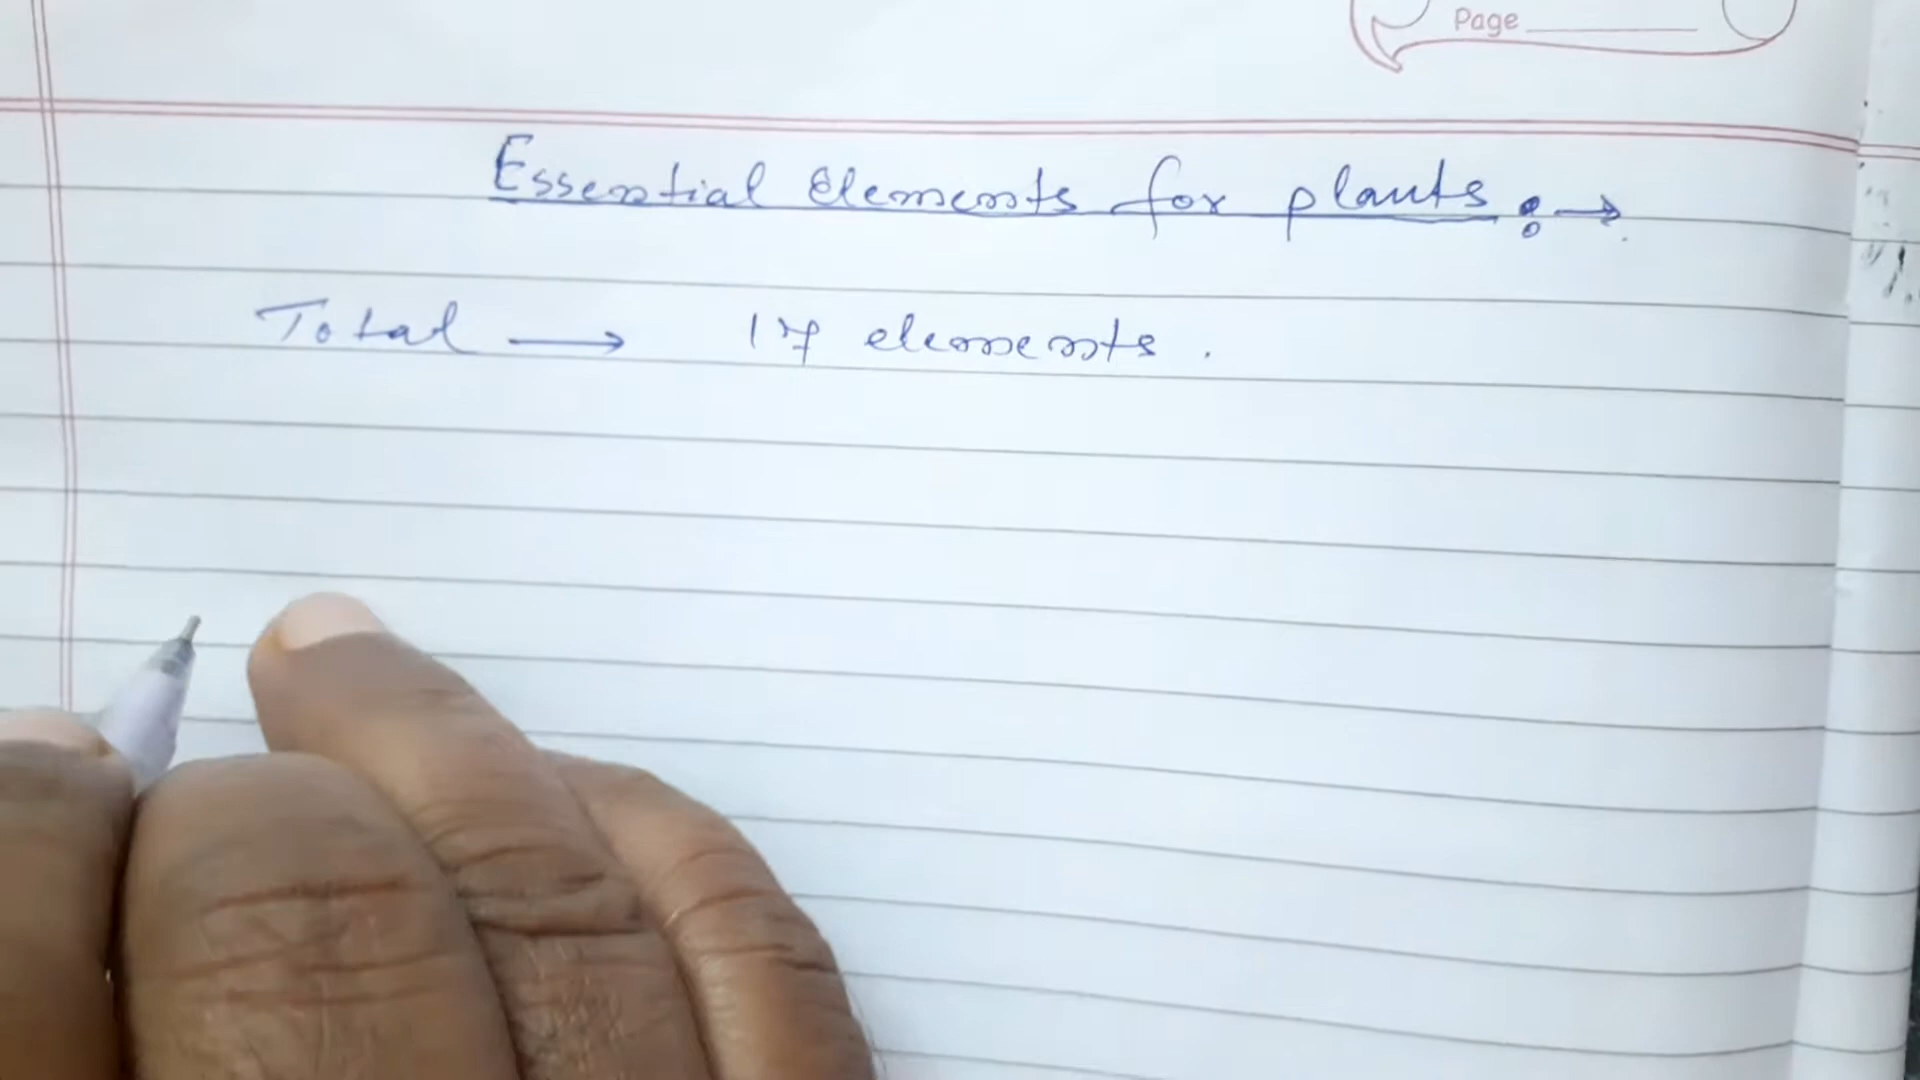 Page
Essential Elements for plants :→
Total → 17 elements.